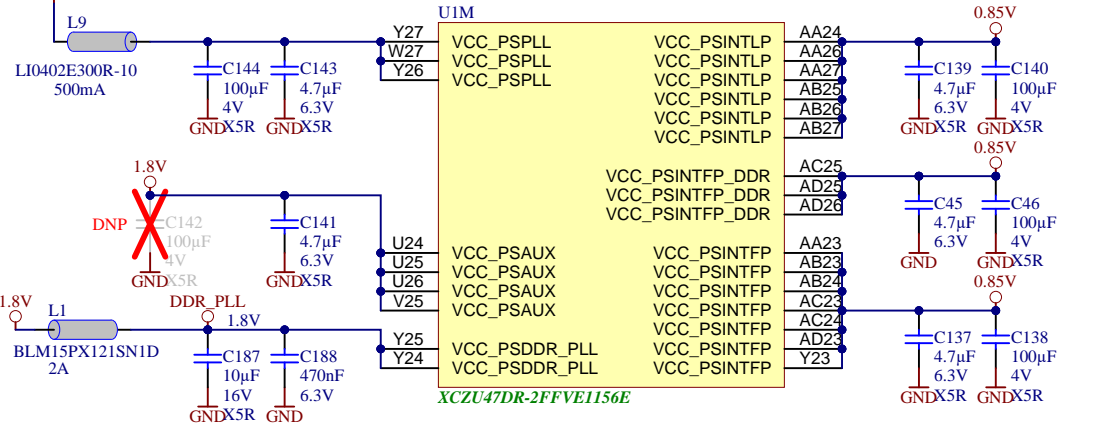 U1M
L9
LI0402E300R-10
500mA
C144
100µF
4V
X5R
GND
C143
4.7µF
6.3V
X5R
GND
Y27
W27
Y26
VCC_PSPLL
VCC_PSPLL
VCC_PSPLL
VCC_PSINTLP
VCC_PSINTLP
VCC_PSINTLP
VCC_PSINTLP
VCC_PSINTLP
VCC_PSINTLP
AA24
AA26
AA27
AB25
AB26
AB27
0.85V
C139
4.7µF
6.3V
X5R
GND
C140
100µF
4V
X5R
GND
1.8V
DNP
C142
100µF
4V
X5R
GND
C141
4.7µF
6.3V
X5R
GND
VCC_PSINTFP_DDR
VCC_PSINTFP_DDR
VCC_PSINTFP_DDR
AC25
AD25
AD26
0.85V
C45
4.7µF
6.3V
GND
C46
100µF
4V
X5R
GND
U24
U25
U26
V25
VCC_PSAUX
VCC_PSAUX
VCC_PSAUX
VCC_PSAUX
VCC_PSINTFP
VCC_PSINTFP
VCC_PSINTFP
VCC_PSINTFP
VCC_PSINTFP
VCC_PSINTFP
VCC_PSINTFP
AA23
AB23
AB24
AC23
AC24
AD23
Y23
0.85V
C137
4.7µF
6.3V
X5R
GND
C138
100µF
4V
X5R
GND
1.8V
L1
BLM15PX121SN1D
2A
DDR_PLL
1.8V
C187
10µF
16V
X5R
GND
C188
470nF
6.3V
GND
Y25
Y24
VCC_PSDDR_PLL
VCC_PSDDR_PLL
XCZU47DR-2FFVE1156E